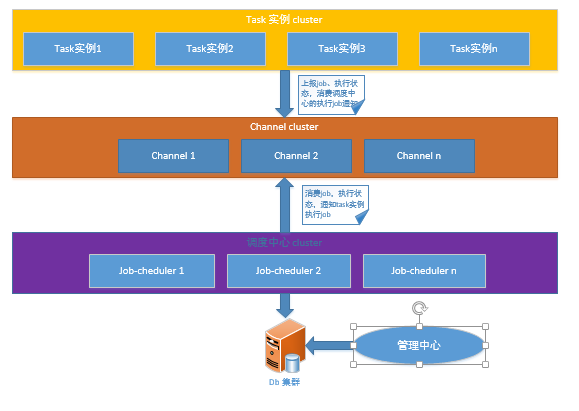 Task 实例 cluster
Task实例1
Task实例2
Task实例3
Task实例n
上报job、执行状
态，消费调度中
心的执行job通知
Channel cluster
Channel 1
Channel 2
Channel n
消费job，执行状
态，通知task实例
执行job
调度中心 cluster
Job-cheduler 1
Job-cheduler 2
Job-cheduler n
管理中心
Db 集群